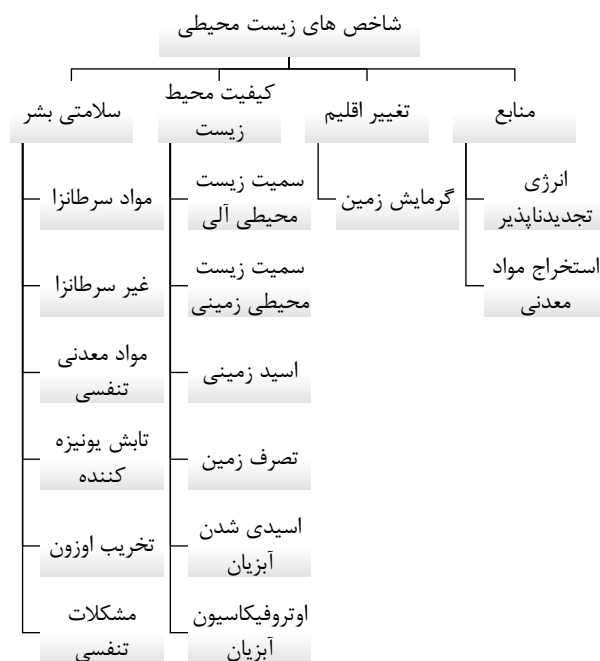 شاخص های زیست محیطی
منابع
انرژی
تجدیدناپذیر
استخراج مواد
معدنی
تغییر اقلیم
گرمایش زمین
کیفیت محیط
زیست
سمیت زیست
محیطی آلی
سمیت زیست
محیطی زمینی
اسید زمینی
تصرف زمین
اسیدی شدن
آبزیان
اوتروفیکاسیون
آبزیان
سلامتی بشر
مواد سرطانزا
غیر سرطانزا
مواد معدنی
تنفسی
تابش یونیزه
کننده
تخریب اوزون
مشکلات
تنفسی